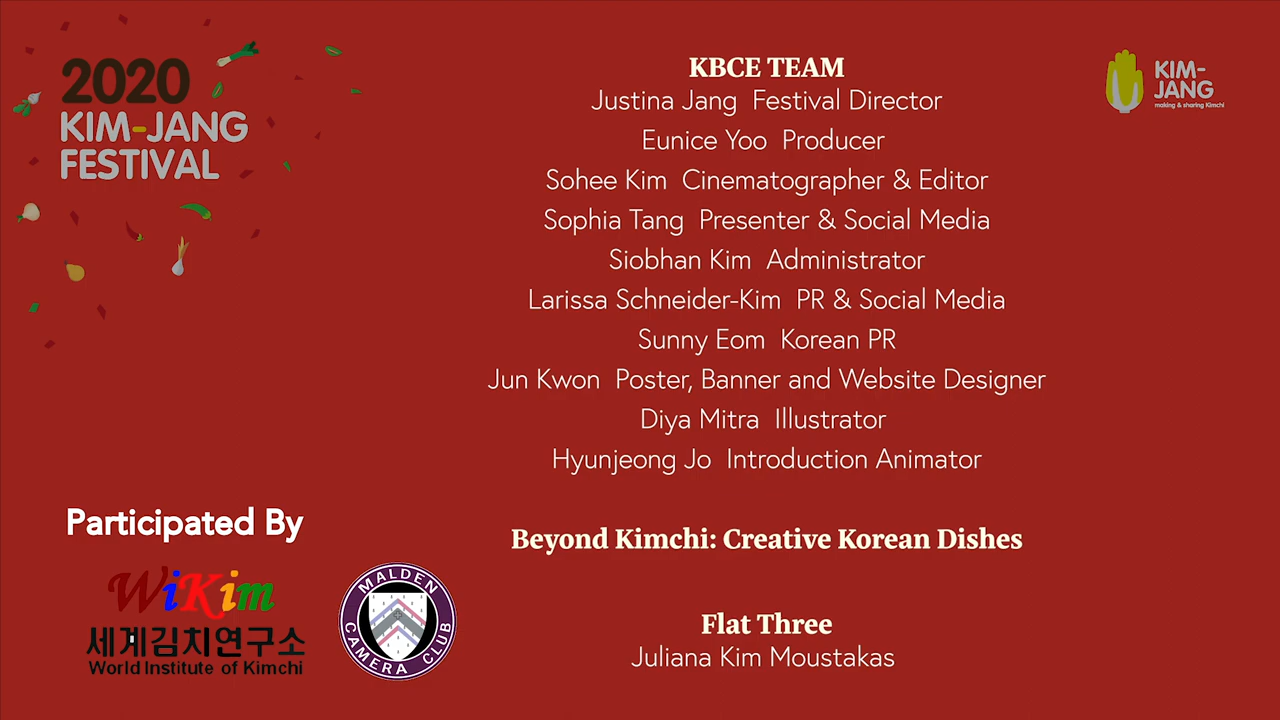 2020
KIM-JANG
FESTIVAL
KIM-
JANG
making & sharing Kimchi
KBCE TEAM
Justina Jang Festival Director
Eunice Yoo Producer
Sohee Kim Cinematographer & Editor
Sophia Tang Presenter & Social Media
Siobhan Kim Administrator
Larissa Schneider-Kim PR & Social Media
Sunny Eom Korean PR
Jun Kwon Poster, Banner and Website Designer
Diya Mitra Illustrator
Hyunjeong Jo Introduction Animator
Beyond Kimchi: Creative Korean Dishes
Flat Three
Juliana Kim Moustakas
Participated By
WiKim
세계김치연구소
World Institute of Kimchi
MALDEN
CAMERA CLUB